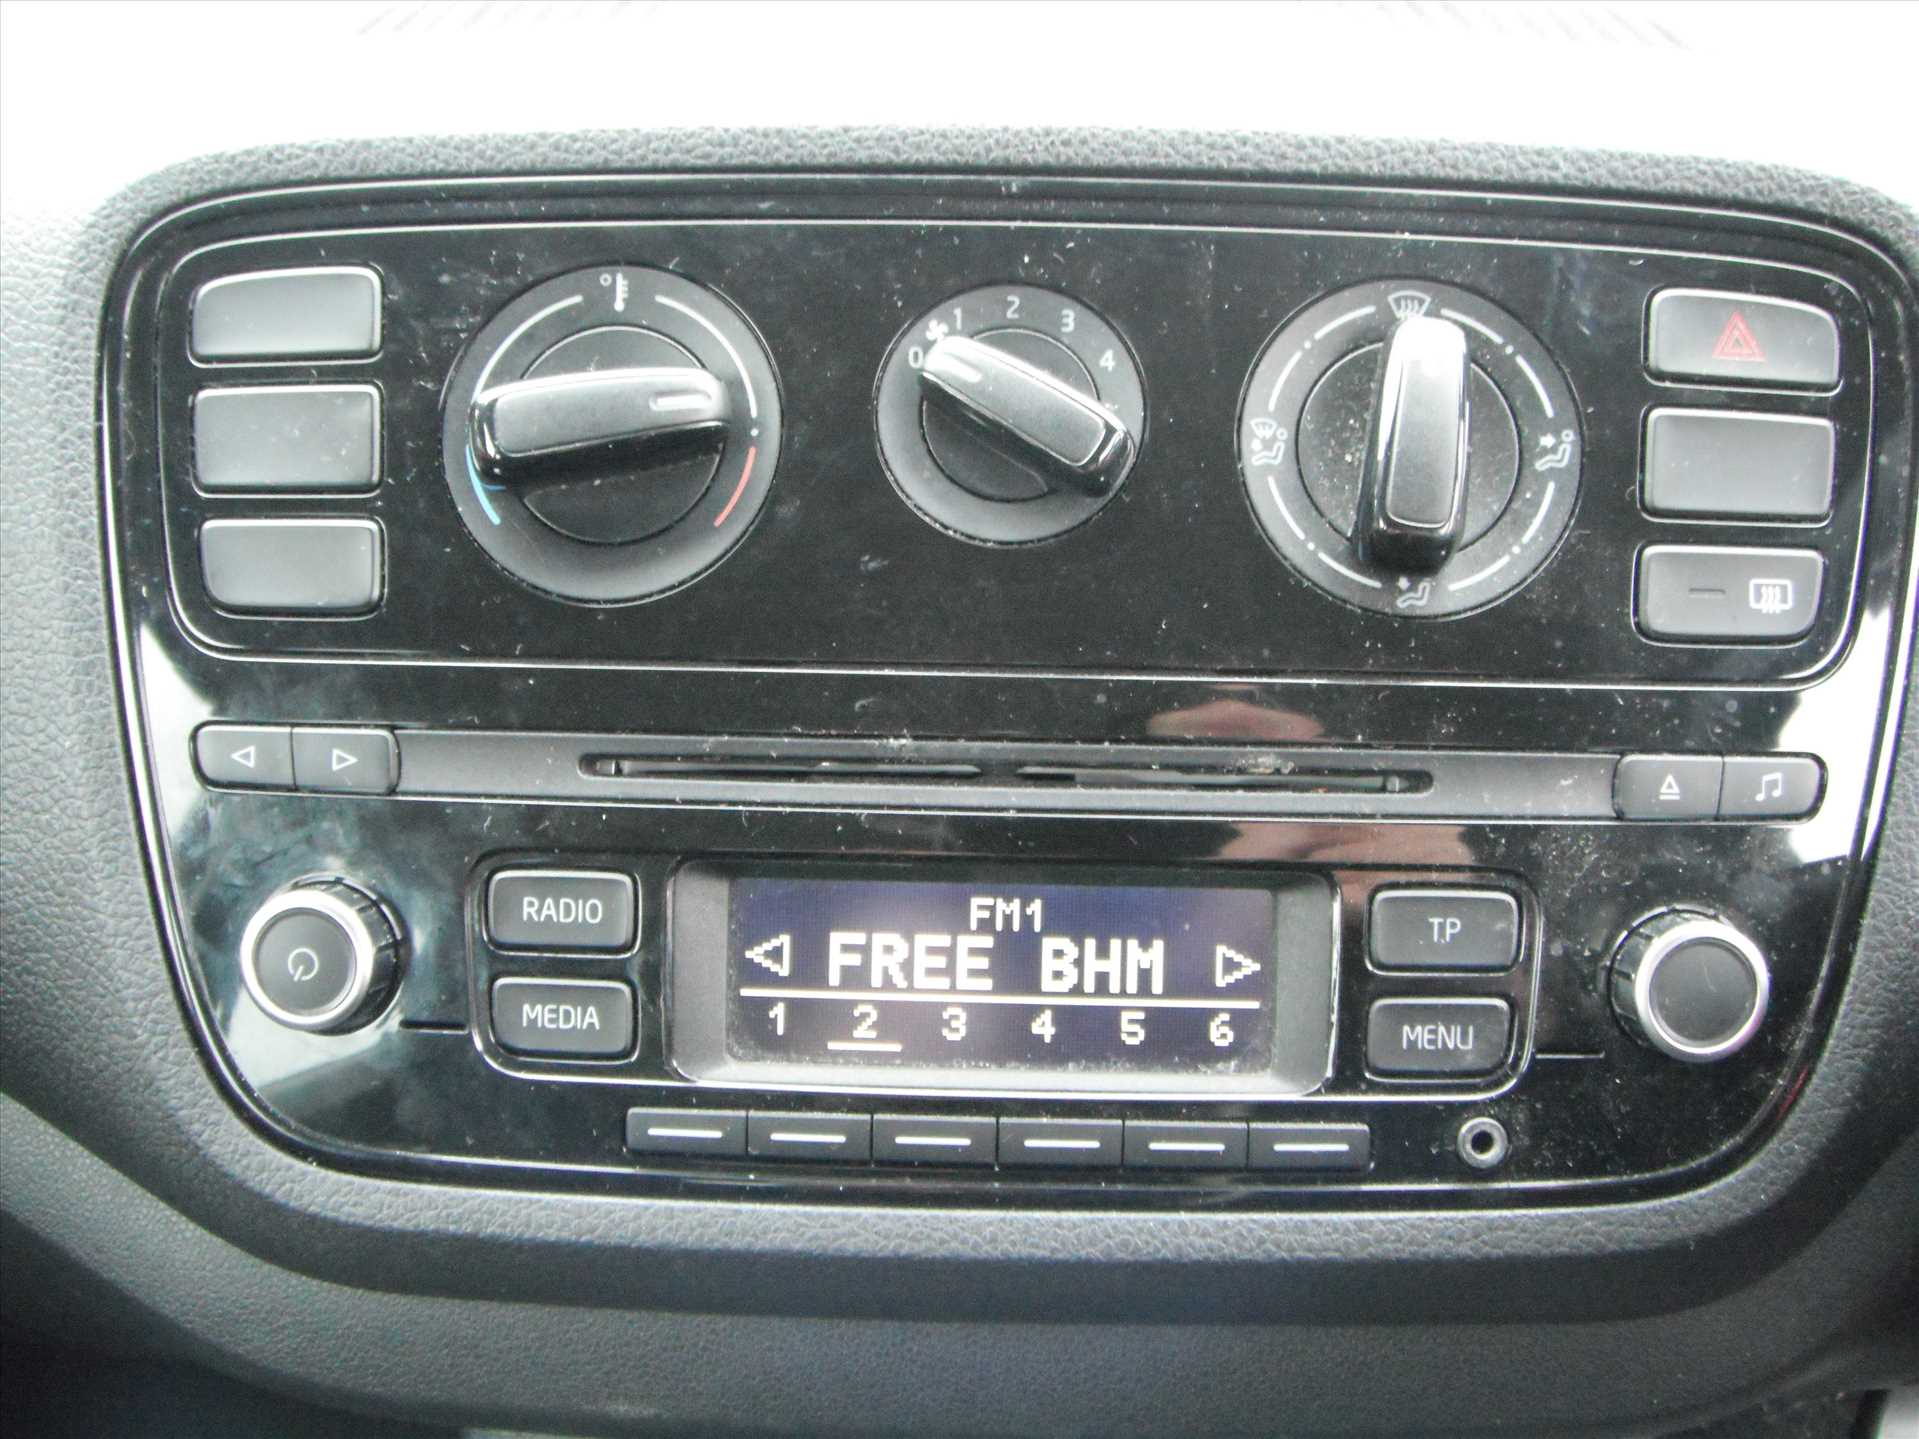 1 2 3 4
0
RADIO
MEDIA
FM1
FREE BHM
1 2 3 4 5 6
TP
MENU